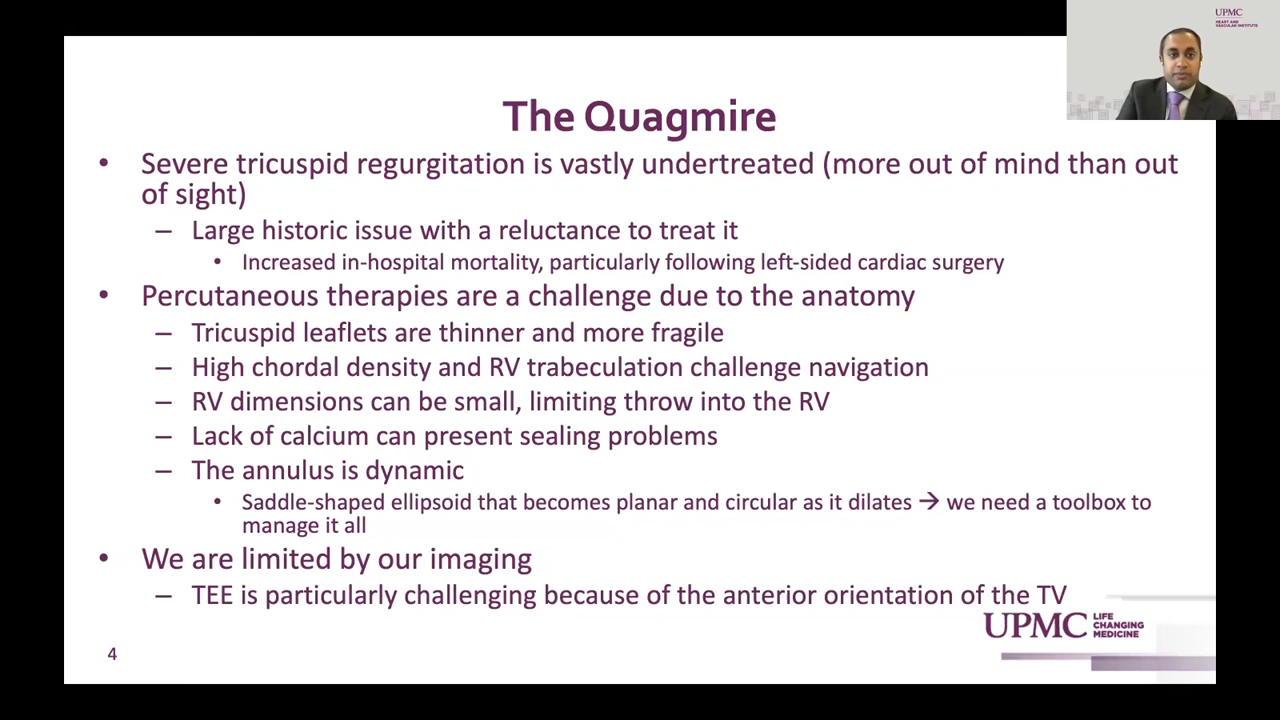 UPMC
HEART AND
VASCULAR INSTITUTE
The Quagmire
• Severe tricuspid regurgitation is vastly undertreated (more out of mind than out
of sight)
– Large historic issue with a reluctance to treat it
• Increased in-hospital mortality, particularly following left-sided cardiac surgery
• Percutaneous therapies are a challenge due to the anatomy
– Tricuspid leaflets are thinner and more fragile
– High chordal density and RV trabeculation challenge navigation
– RV dimensions can be small, limiting throw into the RV
– Lack of calcium can present sealing problems
– The annulus is dynamic
• Saddle-shaped ellipsoid that becomes planar and circular as it dilates → we need a toolbox to
manage it all
• We are limited by our imaging
– TEE is particularly challenging because of the anterior orientation of the TV
UPMC
LIFE
CHANGING
MEDICINE
4